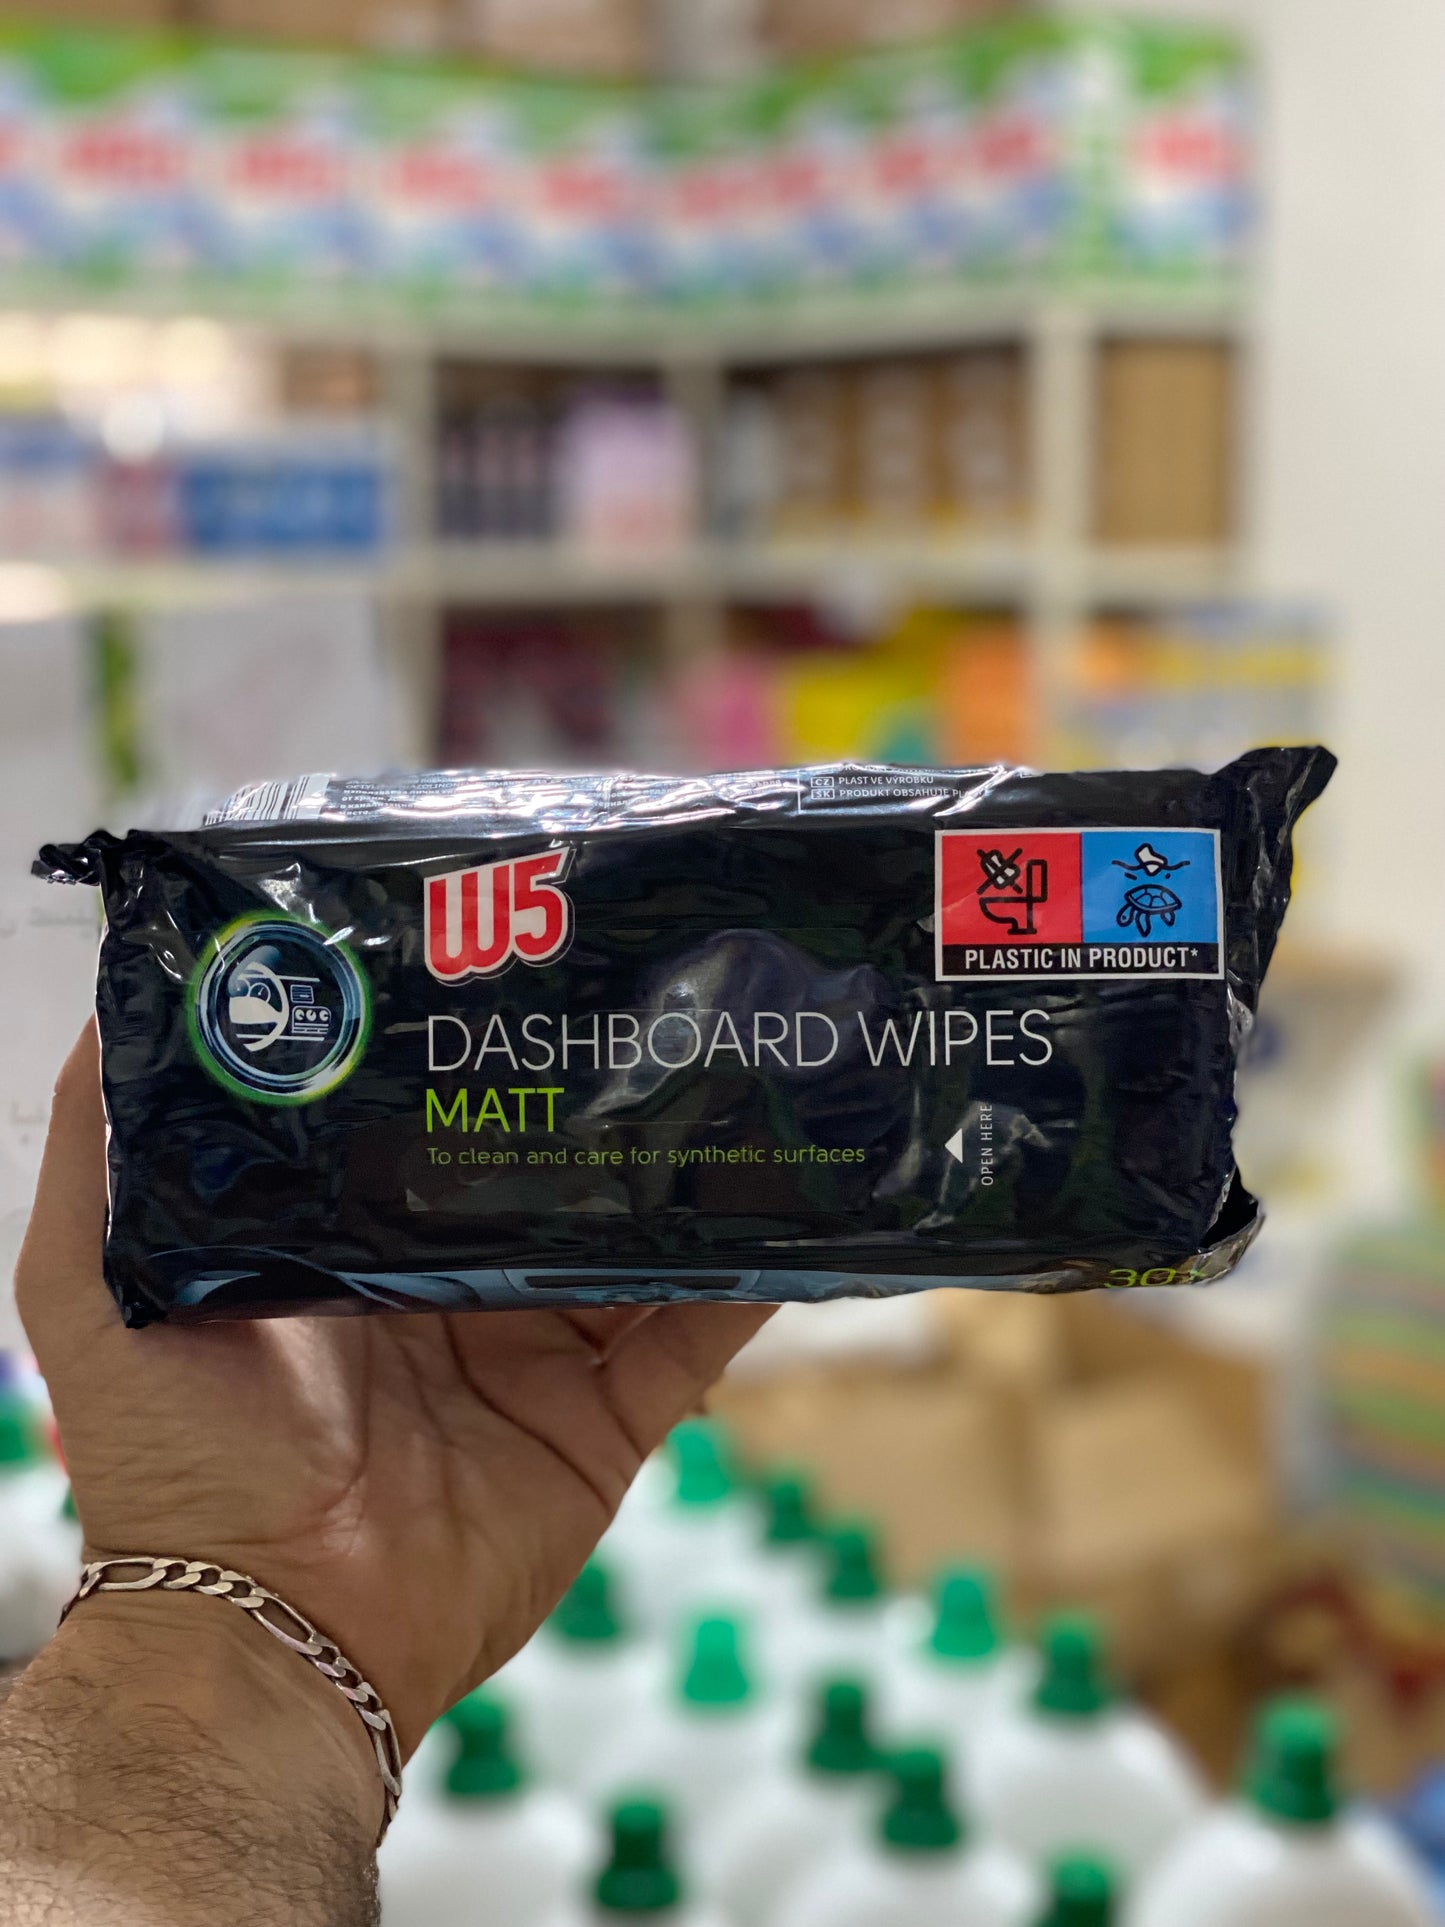 CZ PLAST VE VÝROBKU
SK PRODUKT OBSAHUJE
W5
PLASTIC IN PRODUCT*
DASHBOARD WIPES
MATT
To clean and care for synthetic surfaces
OPEN HERE
30